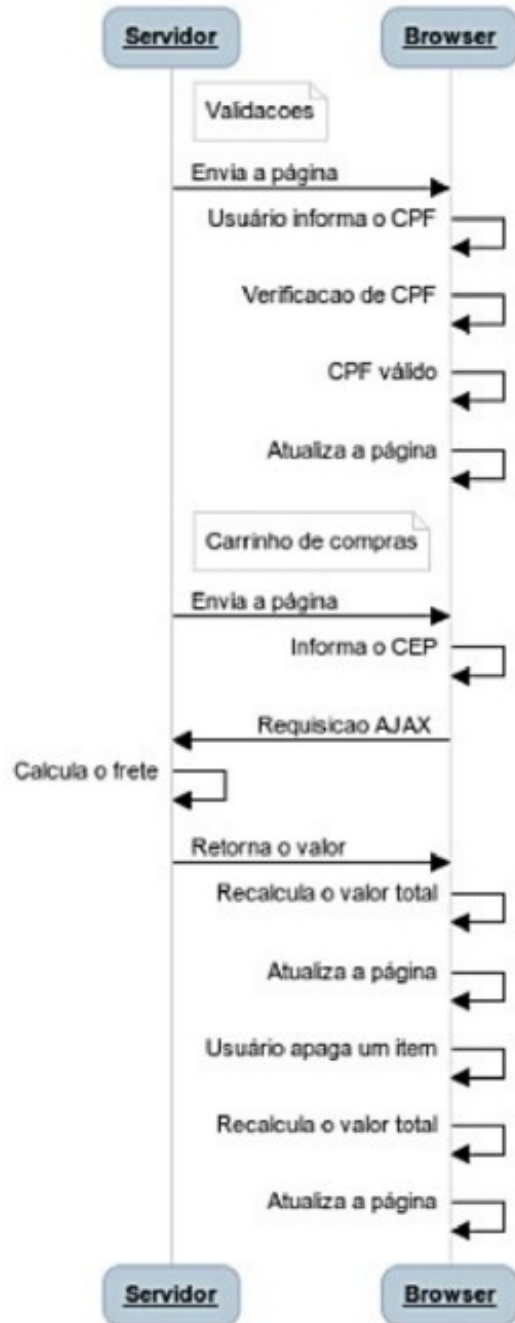 Servidor
Browser
Validacoes
Envia a página
Usuário informa o CPF
Verificacao de CPF
CPF válido
Atualiza a página
Carrinho de compras
Envia a página
Informa o CEP
Requisicao AJAX
Calcula o frete
Retorna o valor
Recalcula o valor total
Atualiza a página
Usuário apaga um item
Recalcula o valor total
Atualiza a página
Servidor
Browser